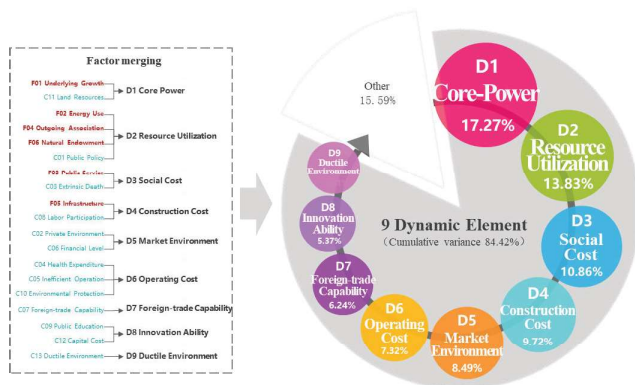 Factor merging
F01 Underlying Growth
C11 Land Resources
D1 Core Power
F02 Energy Use
F04 Outgoing Association
F06 Natural Endowment
C01 Public Policy
D2 Resource Utilization
C03 Extrinsic Death
D3 Social Cost
F05 Infrastructure
C08 Labor Participation
D4 Construction Cost
C02 Private Environment
C06 Financial Level
D5 Market Environment
C04 Health Expenditure
C05 Inefficient Operation
C10 Environmental Protection
D6 Operating Cost
C07 Foreign-trade Capability
D7 Foreign-trade Capability
C09 Public Education
C12 Capital Cost
D8 Innovation Ability
C13 Ductile Environment
D9 Ductile Environment
Other
15.59%
D1
Core-Power
17.27%
D2
Resource
Utilization
13.83%
D3
Social
Cost
10.86%
D4
Construction
Cost
9.72%
D5
Market
Environment
8.49%
D6
Operating
Cost
7.32%
D7
Foreign-trade
Capability
6.24%
D8
Innovation
Ability
5.37%
D9
Ductile
Environment
9 Dynamic Element
(Cumulative variance 84.42%)